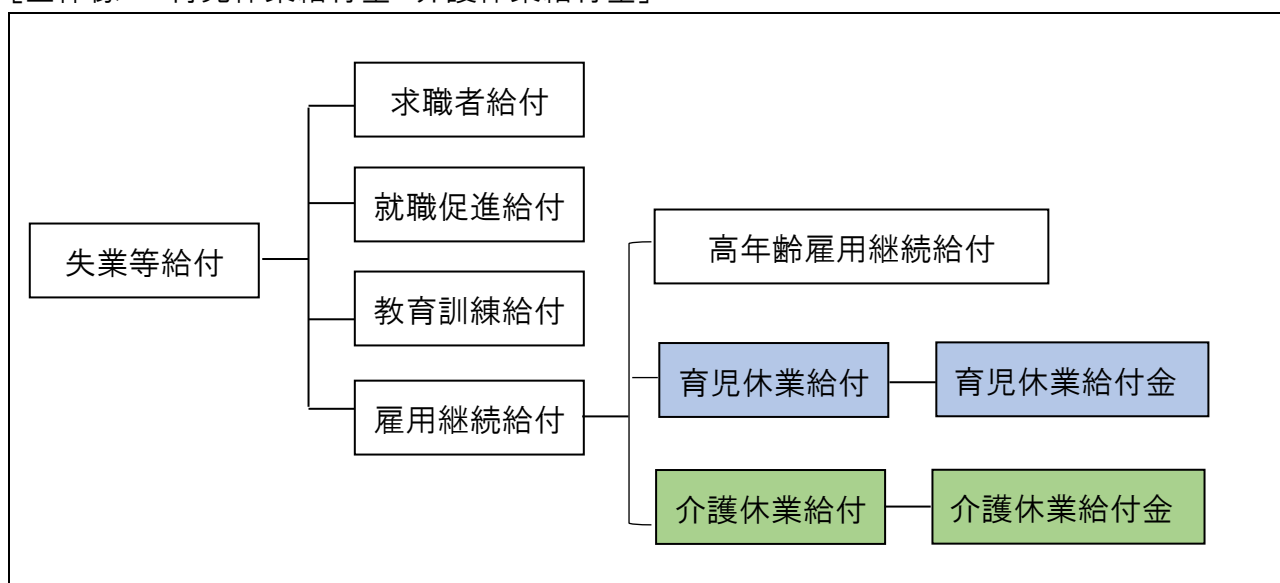 失業等給付
求職者給付
就職促進給付
教育訓練給付
雇用継続給付
高年齢雇用継続給付
育児休業給付
育児休業給付金
介護休業給付
介護休業給付金